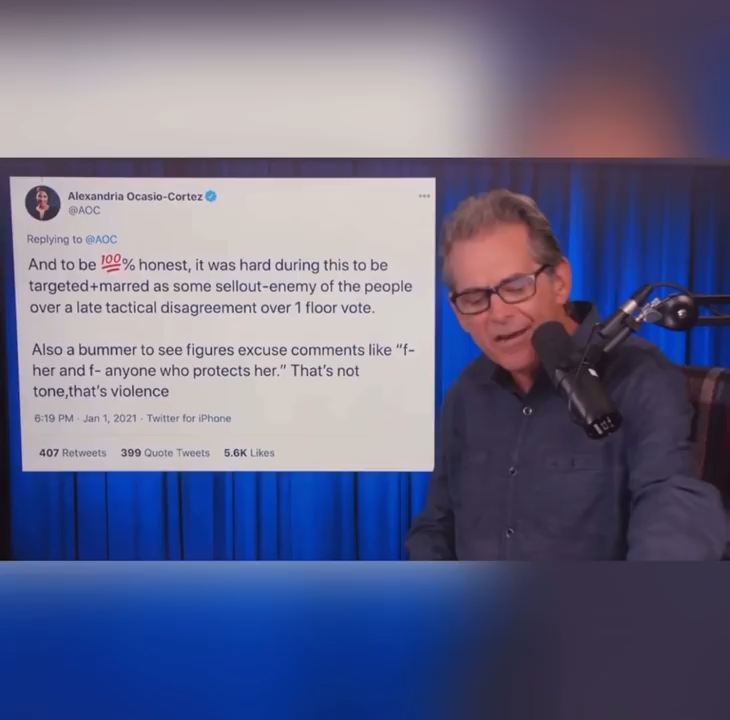 Alexandria Ocasio-Cortez
@AOC
Replying to @AOC
And to be 💯% honest, it was hard during this to be
targeted+marred as some sellout-enemy of the people
over a late tactical disagreement over 1 floor vote.
Also a bummer to see figures excuse comments like “f-
her and f- anyone who protects her.” That’s not
tone,that’s violence
6:19 PM · Jan 1, 2021 · Twitter for iPhone
407 Retweets 399 Quote Tweets 5.6K Likes